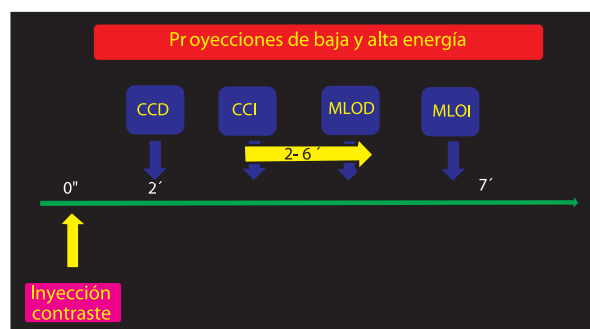 Proyecciones de baja y alta energía
CCD
CCI
MLOD
MLOI
2-6´
0"
2´
7´
Inyección
contraste